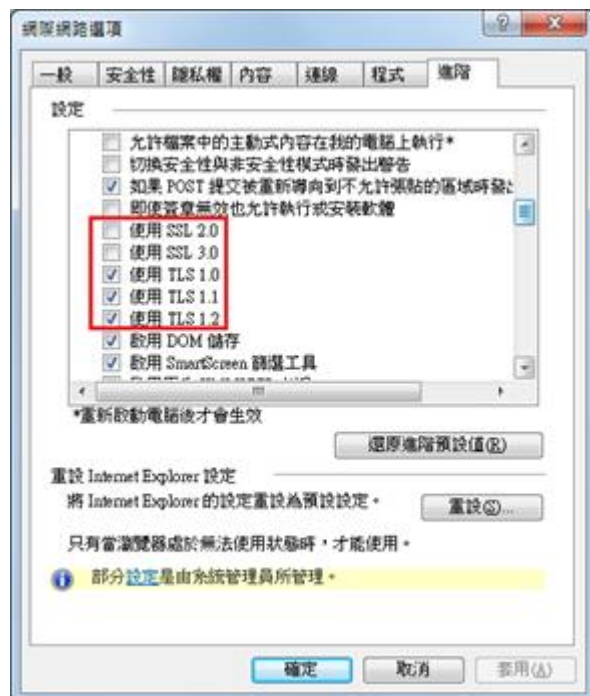 網際網路選項
一般 安全性 隱私權 內容 連線 程式 進階
設定
允許檔案中的主動式內容在我的電腦上執行*
切換安全性與非安全性模式時發出警告
如果 POST 提交被重新導向到不允許張貼的區域時發
即使簽章無效也允許執行或安裝軟體
使用 SSL 2.0
使用 SSL 3.0
使用 TLS 1.0
使用 TLS 1.1
使用 TLS 1.2
啟用 DOM 儲存
啟用 SmartScreen 篩選工具
*重新啟動電腦後才會生效
還原進階預設值(R)
重設 Internet Explorer 設定
將 Internet Explorer 的設定重設為預設設定。
重設(S)...
只有當瀏覽器處於無法使用狀態時，才能使用。
部分設定是由系統管理員所管理。
確定 取消 套用(A)